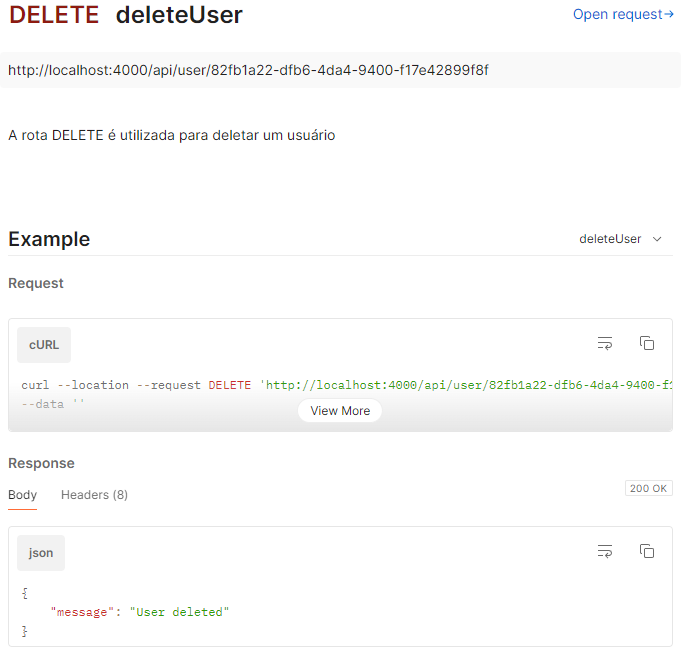 DELETE deleteUser
Open request→
http://localhost:4000/api/user/82fb1a22-dfb6-4da4-9400-f17e42899f8f
A rota DELETE é utilizada para deletar um usuário
Example
deleteUser
Request
cURL
curl --location --request DELETE 'http://localhost:4000/api/user/82fb1a22-dfb6-4da4-9400-f1
--data ''
View More
Response
Body Headers (8)
200 OK
json
{
"message": "User deleted"
}